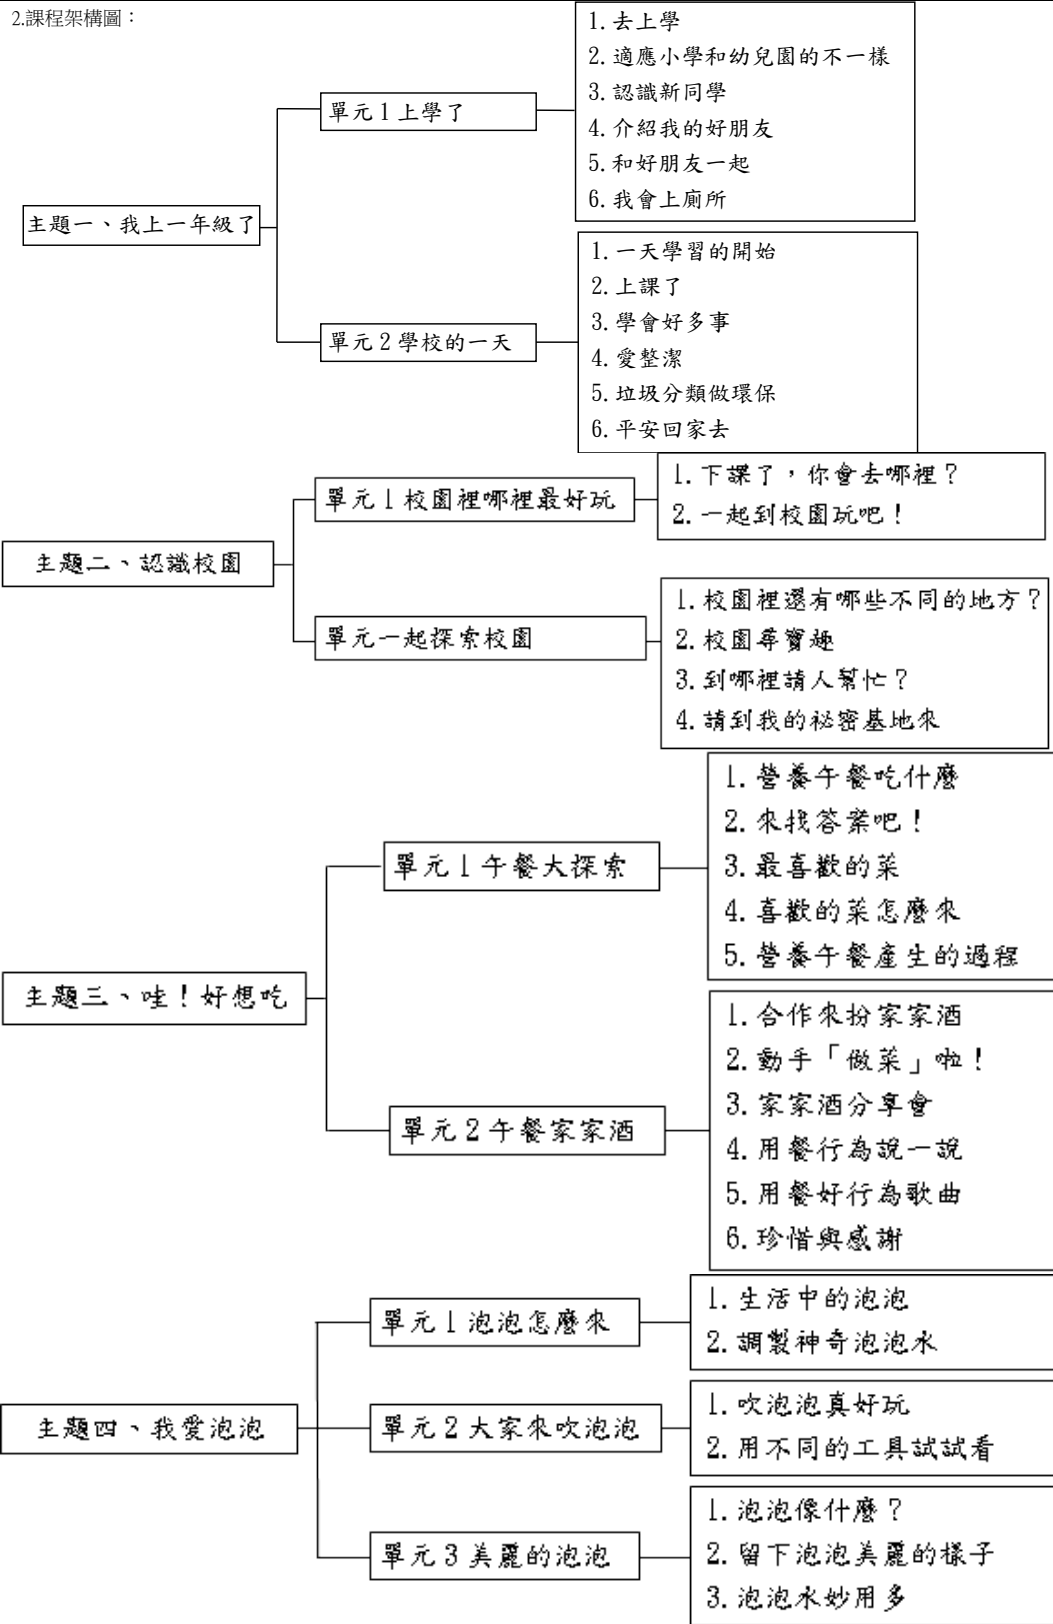 2.課程架構圖：
主題一、我上一年級了
單元1上學了
1.去上學
2.適應小學和幼兒園的不一樣
3.認識新同學
4.介紹我的好朋友
5.和好朋友一起
6.我會上廁所
單元2學校的一天
1.一天學習的開始
2.上課了
3.學會好多事
4.愛整潔
5.垃圾分類做環保
6.平安回家去
主題二、認識校園
單元1校園裡哪裡最好玩
1.下課了，你會去哪裡？
2.一起到校園玩吧！
單元一起探索校園
1.校園裡還有哪些不同的地方？
2.校園尋寶趣
3.到哪裡請人幫忙？
4.請到我的祕密基地來
主題三、哇！好想吃
單元1午餐大探索
1.營養午餐吃什麼
2.來找答案吧！
3.最喜歡的菜
4.喜歡的菜怎麼來
5.營養午餐產生的過程
單元2午餐家家酒
1.合作來扮家家酒
2.動手「做菜」啦！
3.家家酒分享會
4.用餐行為說一說
5.用餐好行為歌曲
6.珍惜與感謝
主題四、我愛泡泡
單元1泡泡怎麼來
1.生活中的泡泡
2.調製神奇泡泡水
單元2大家來吹泡泡
1.吹泡泡真好玩
2.用不同的工具試試看
單元3美麗的泡泡
1.泡泡像什麼？
2.留下泡泡美麗的樣子
3.泡泡水妙用多